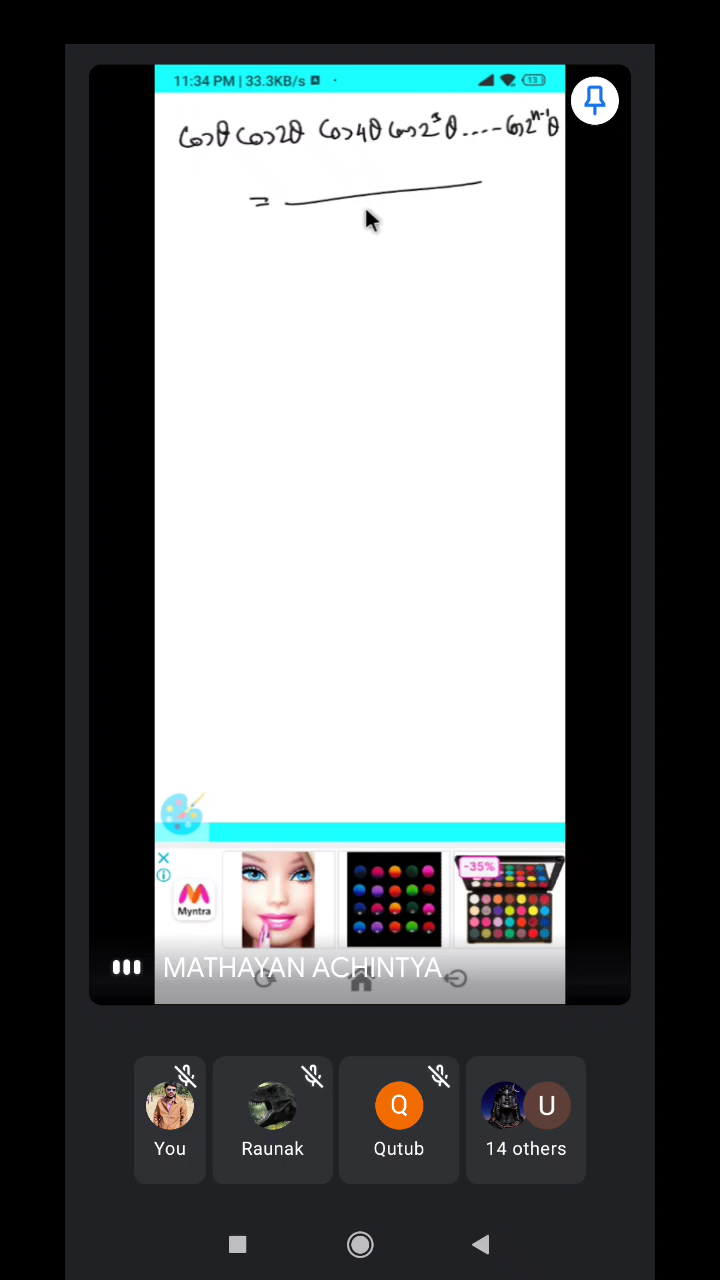 11:34 PM | 33.3KB/s A ·
13
Cosθ Cos2θ Cos4θ Cos2³θ ....- Cos2ⁿ⁻¹θ
= ———
-35%
Myntra
MATHAYAN ACHINTYA
Q
U
You
Raunak
Qutub
14 others